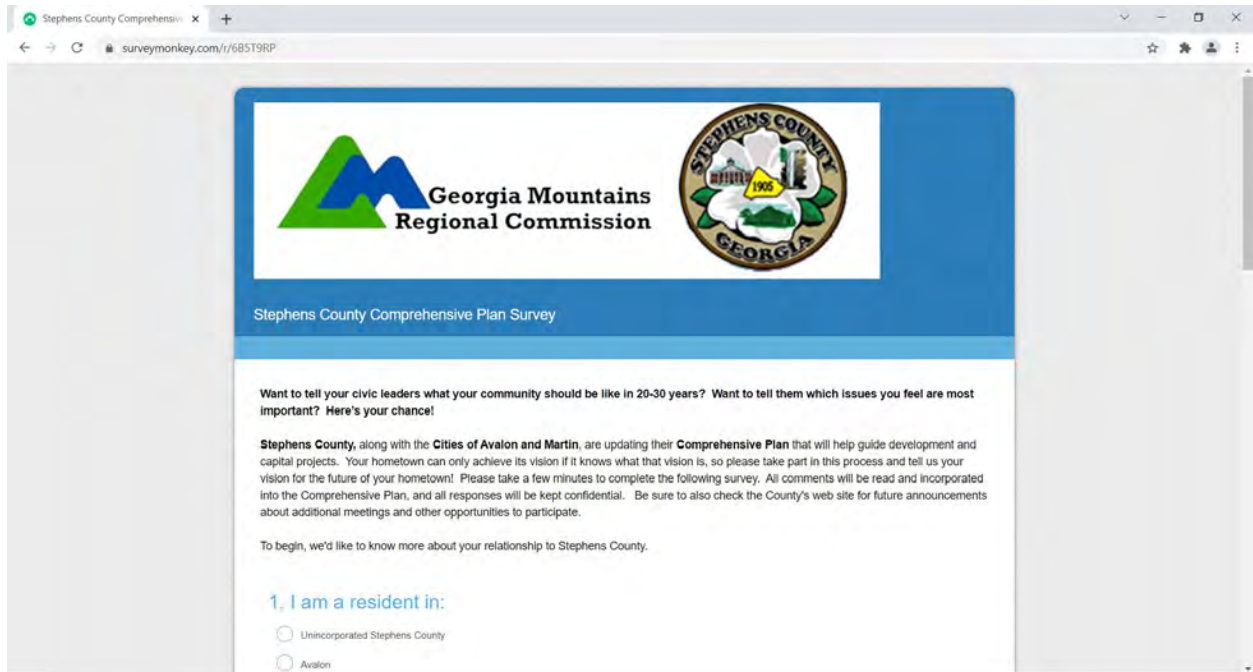 Stephens County Comprehensiv
surveymonkey.com/r/6B5T9RP
Georgia Mountains
Regional Commission
STEPHENS COUNTY
1905
GEORGIA
Stephens County Comprehensive Plan Survey
Want to tell your civic leaders what your community should be like in 20-30 years? Want to tell them which issues you feel are most
important? Here's your chance!
Stephens County, along with the Cities of Avalon and Martin, are updating their Comprehensive Plan that will help guide development and
capital projects. Your hometown can only achieve its vision if it knows what that vision is, so please take part in this process and tell us your
vision for the future of your hometown! Please take a few minutes to complete the following survey. All comments will be read and incorporated
into the Comprehensive Plan, and all responses will be kept confidential. Be sure to also check the County's web site for future announcements
about additional meetings and other opportunities to participate.
To begin, we'd like to know more about your relationship to Stephens County.
1. I am a resident in:
Unincorporated Stephens County
Avalon